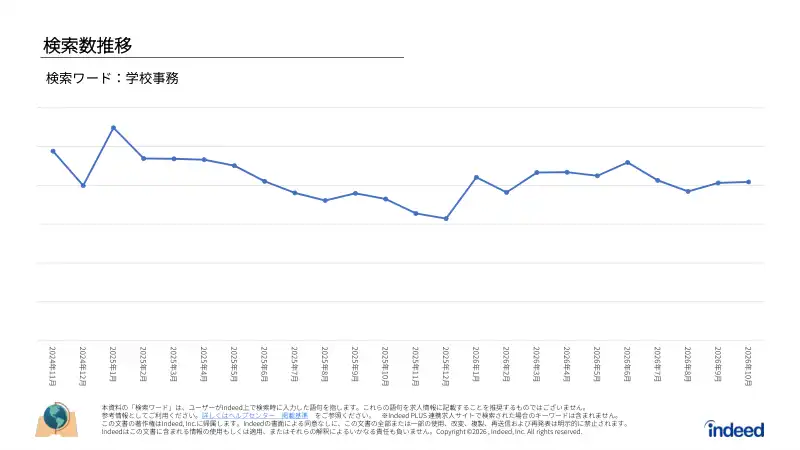 検索数推移
検索ワード：学校事務
2024年11月
2024年12月
2025年1月
2025年2月
2025年3月
2025年4月
2025年5月
2025年6月
2025年7月
2025年8月
2025年9月
2025年10月
2025年11月
2025年12月
2026年1月
2026年2月
2026年3月
2026年4月
2026年5月
2026年6月
2026年7月
2026年8月
2026年9月
2026年10月
本資料の「検索ワード」は、ユーザーがIndeed上で検索時に入力した語句を指します。これらの語句を求人情報に記載することを推奨するものではございません。
参考情報としてご利用ください。詳しくはヘルプセンター　掲載基準　をご参照ください。　※Indeed PLUS 連携求人サイトで検索された場合のキーワードは含まれません。
この文書の著作権はIndeed, Inc.に帰属します。Indeedの書面による同意なしに、この文書の全部または一部の使用、改変、複製、再送信および再発表は明示的に禁止されます。
Indeedはこの文書に含まれる情報の使用もしくは適用、またはそれらの解釈によるいかなる責任も負いません。Copyright ©2026 , Indeed, Inc. All rights reserved.
indeed